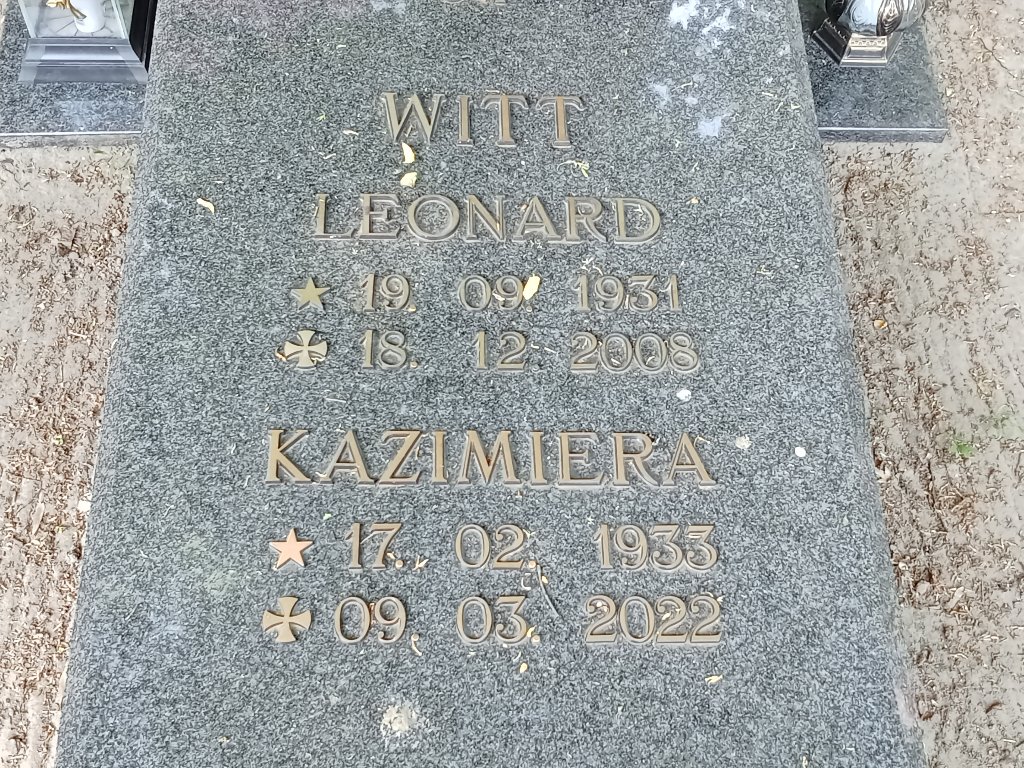 WITT
LEONARD
★ 19. 09. 1931
✠ 18. 12 2008
KAZIMIERA
★ 17. 02. 1933
✠ 09. 03. 2022